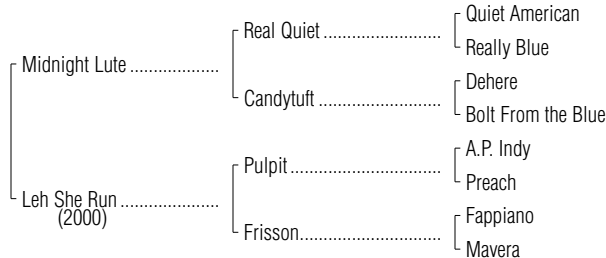 Quiet American
Real Quiet
Really Blue
Midnight Lute
Dehere
Candytuft
Bolt From the Blue
A.P. Indy
Pulpit
Preach
Leh She Run
(2000)
Fappiano
Frisson
Mavera